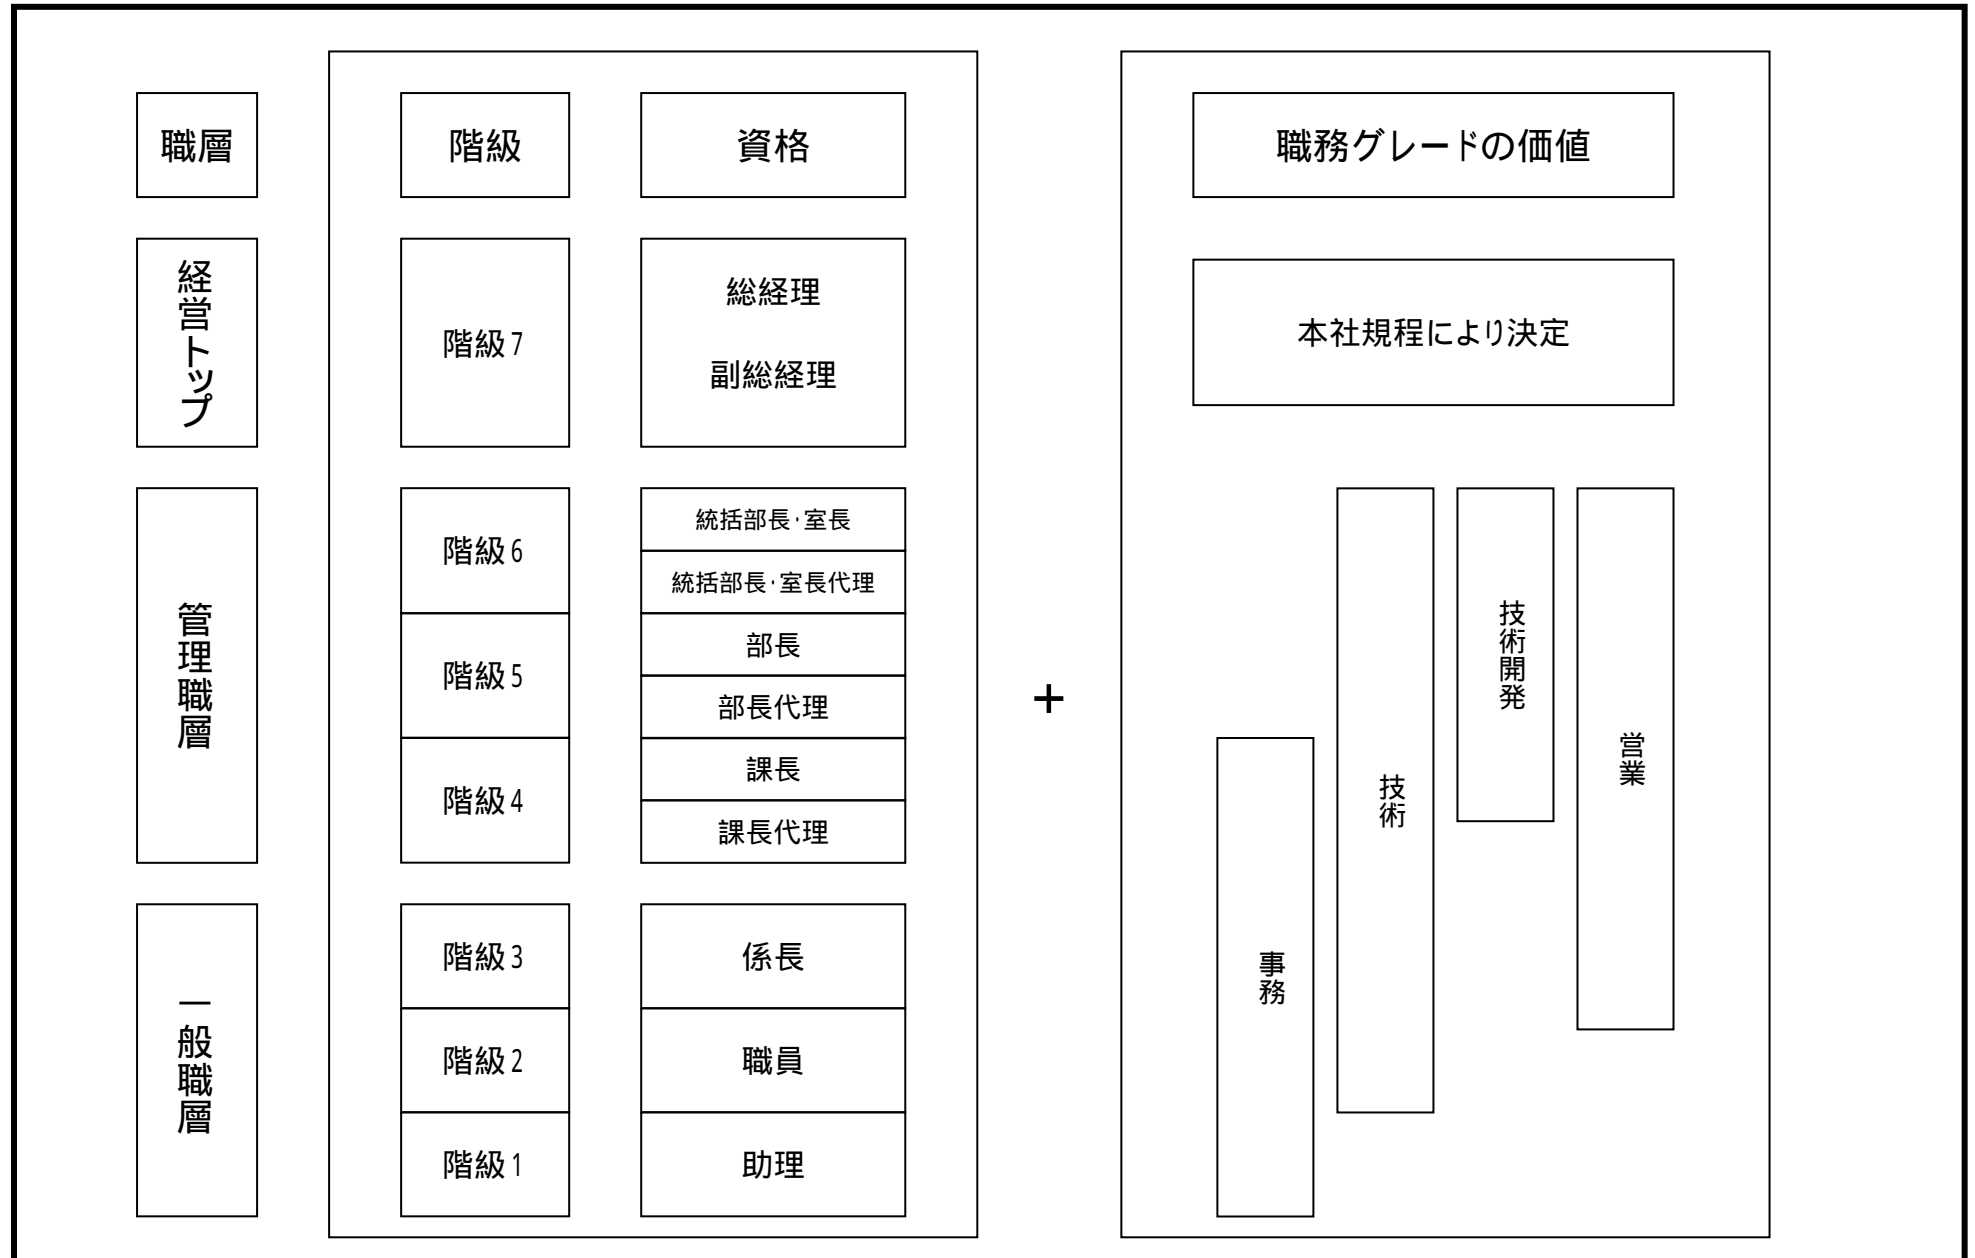 職層
階級
資格
職務グレードの価値
経営トップ
階級7
総経理
副総経理
本社規程により決定
管理職層
階級6
統括部長・室長
統括部長・室長代理
階級5
部長
部長代理
階級4
課長
課長代理
+
事務
技術
技術開発
営業
一般職層
階級3
係長
階級2
職員
階級1
助理